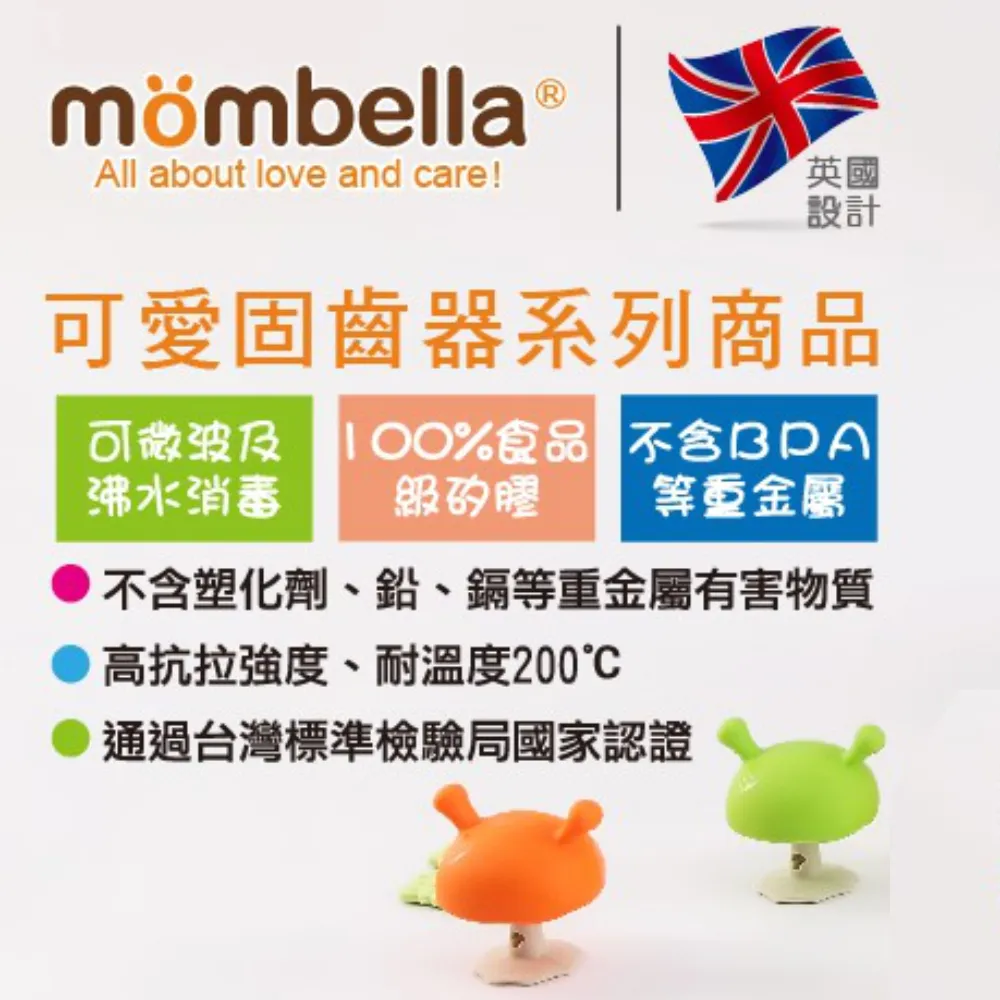 mömbella®
All about love and care!
英國
設計
可愛固齒器系列商品
可微波及
沸水消毒
100%食品
級矽膠
不含BPA
等重金屬
不含塑化劑、鉛、鎘等重金屬有害物質
高抗拉強度、耐溫度200℃
通過台灣標準檢驗局國家認證